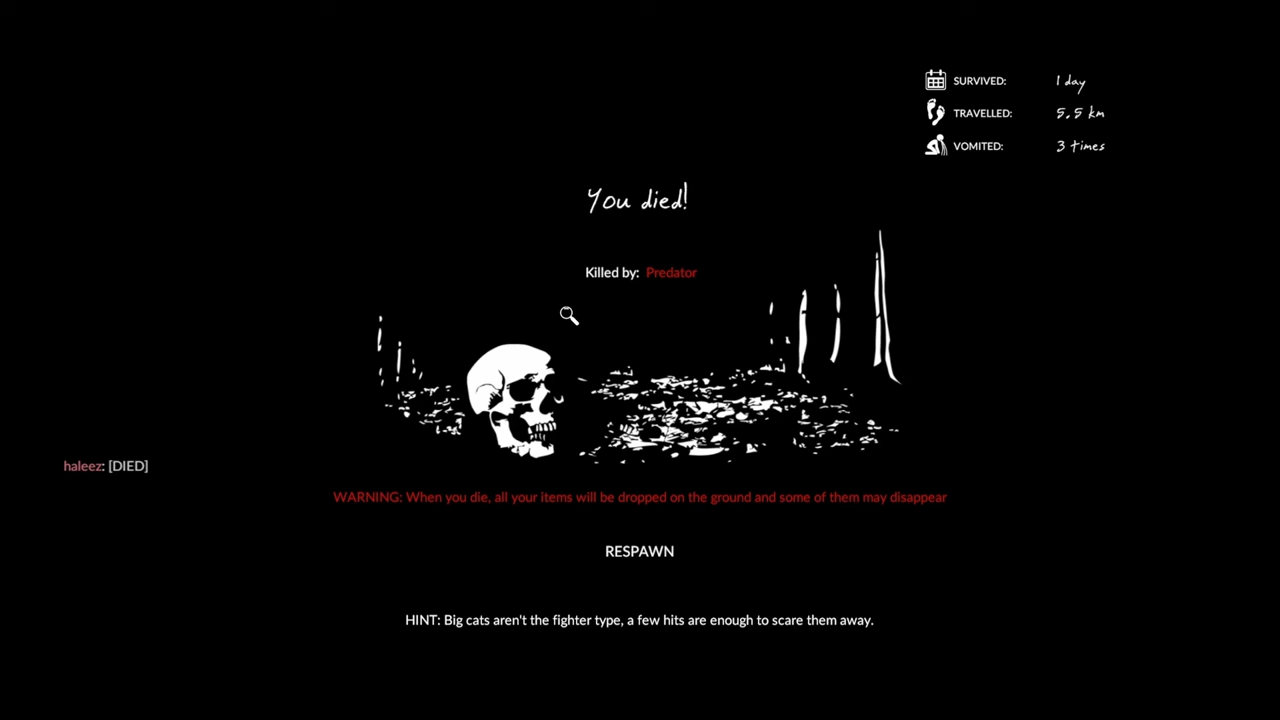 SURVIVED: 1 day
TRAVELLED: 5.5 km
VOMITED: 3 times
You died!
Killed by: Predator
haleez: [DIED]
WARNING: When you die, all your items will be dropped on the ground and some of them may disappear
RESPAWN
HINT: Big cats aren't the fighter type, a few hits are enough to scare them away.